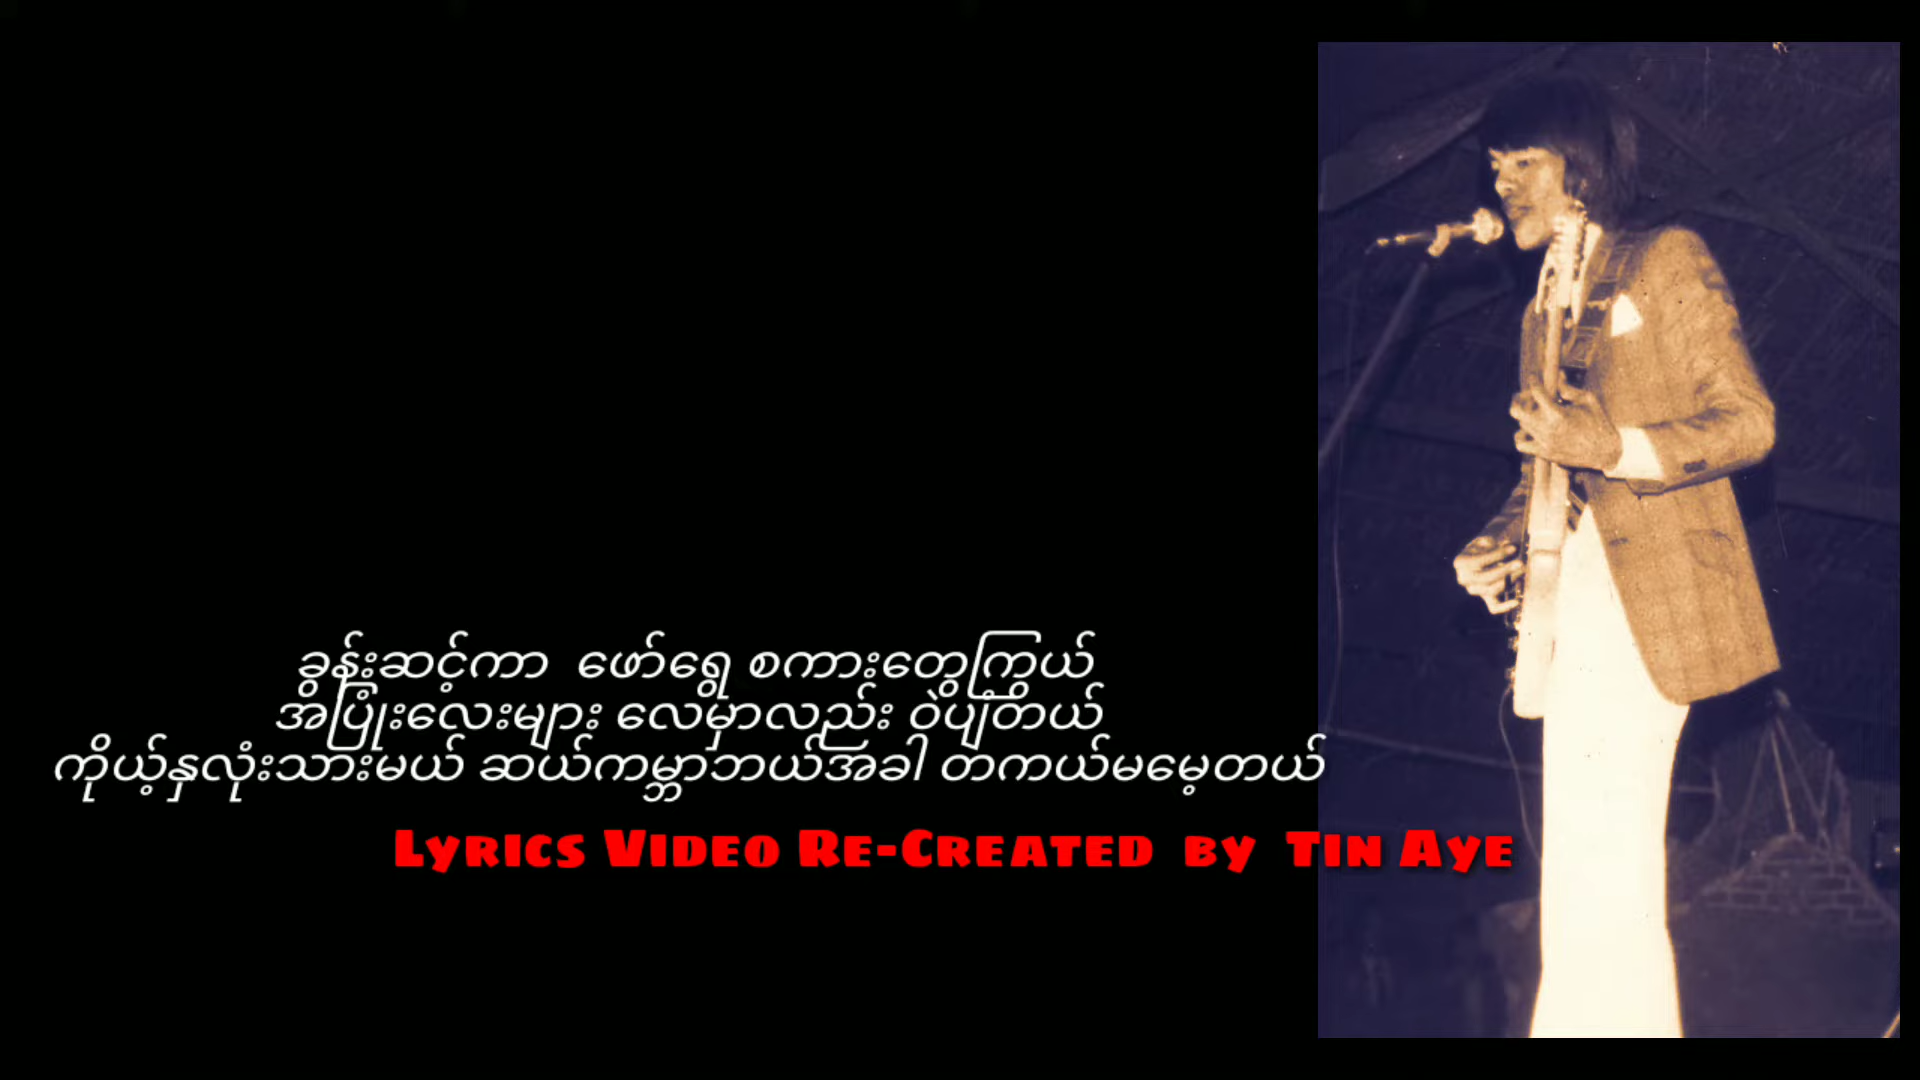 ခွန်းဆင့်ကာ ဖော်ရွေ စကားတွေကြွယ်
အပြုံးလေးများ လေမှာလည်း ဝဲပျံတယ်
ကိုယ့်နှလုံးသားမယ် ဆယ်ကမ္ဘာဘယ်အခါ တကယ်မမေ့တယ်
Lyrics Video Re-Created by Tin Aye